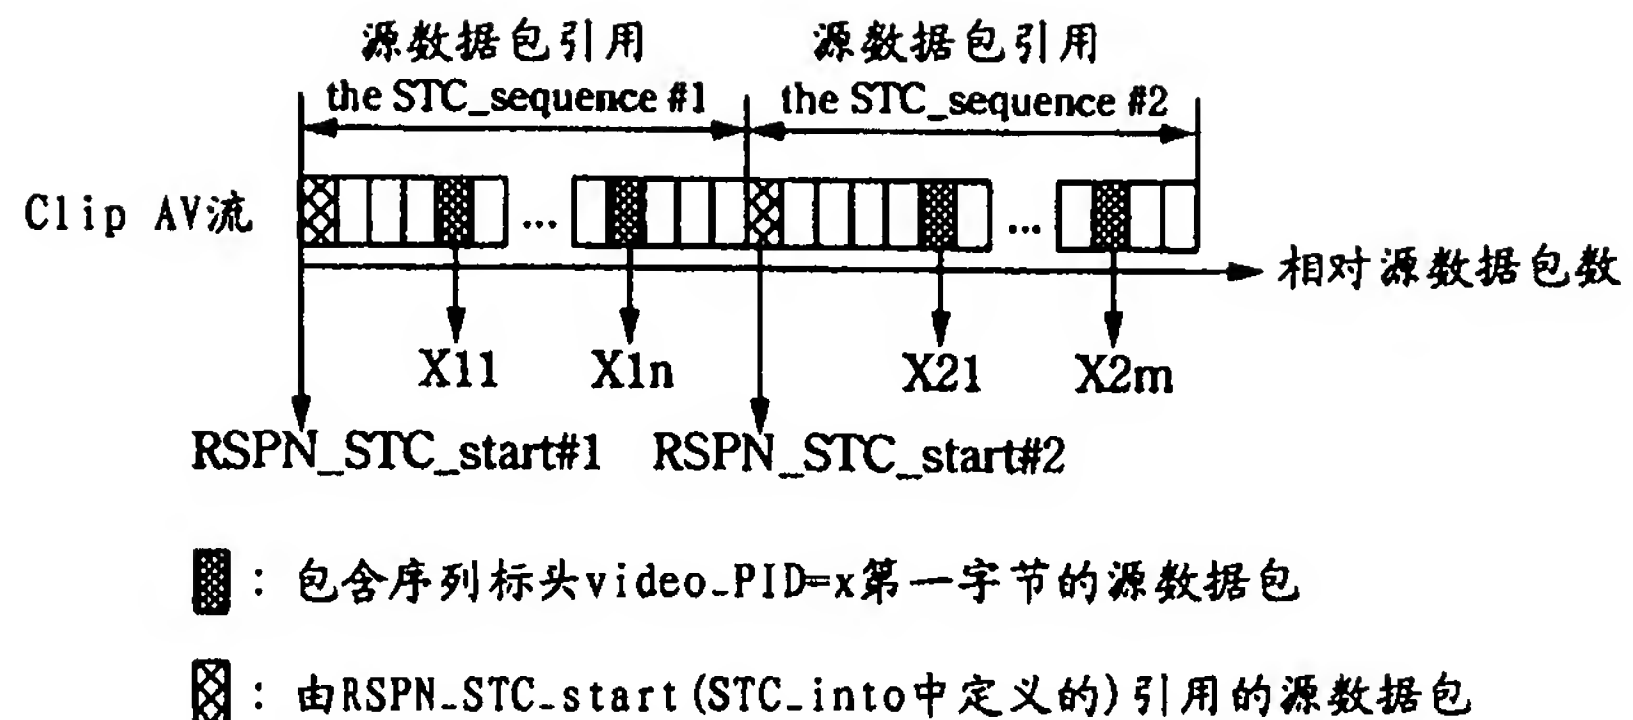 源数据包引用 源数据包引用
the STC_sequence #1 the STC_sequence #2
Clip AV流
...
...
相对源数据包数
X11 X1n X21 X2m
RSPN_STC_start#1 RSPN_STC_start#2
: 包含序列标头video_PID=x第一字节的源数据包
: 由RSPN_STC_start(STC_into中定义的)引用的源数据包